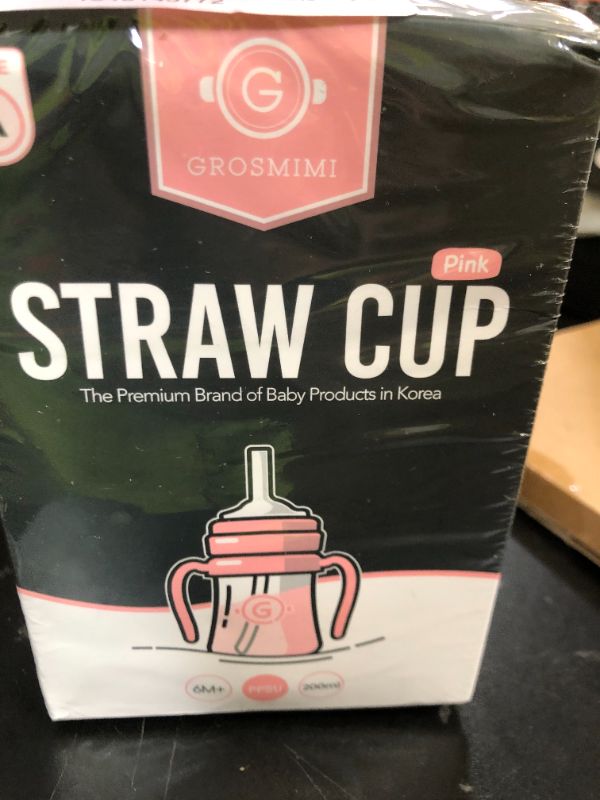 G
GROSMIMI
Pink
STRAW CUP
The Premium Brand of Baby Products in Korea
G
6M+ PPSU 200ml